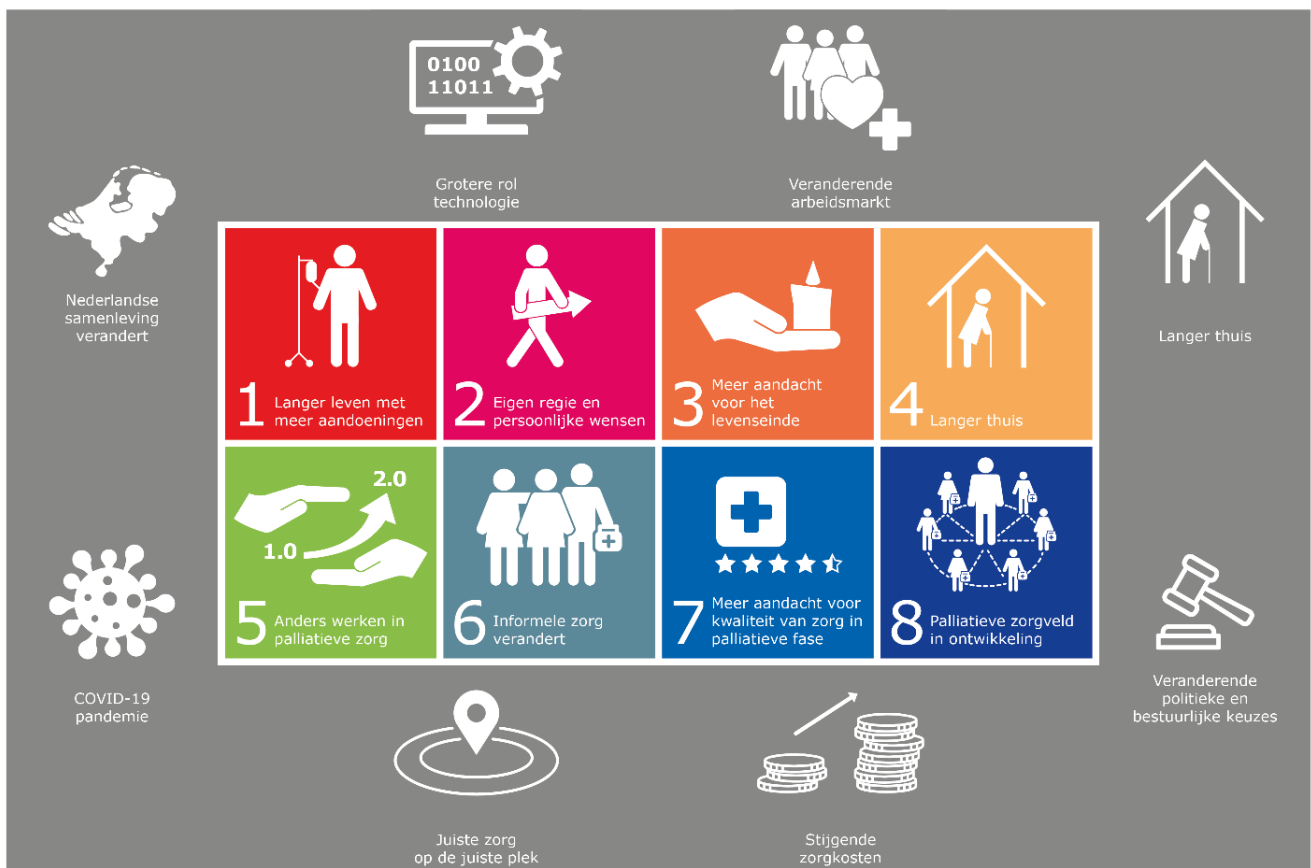 0100
11011
Grotere rol
technologie
Veranderende
arbeidsmarkt
Nederlandse
samenleving
verandert
Langer thuis
1 Langer leven met
meer aandoeningen
2 Eigen regie en
persoonlijke wensen
3 Meer aandacht
voor het
levenseinde
4 Langer thuis
2.0
1.0
5 Anders werken in
palliatieve zorg
6 Informele zorg
verandert
7 Meer aandacht voor
kwaliteit van zorg in
palliatieve fase
8 Palliatieve zorgveld
in ontwikkeling
COVID-19
pandemie
Veranderende
politieke en
bestuurlijke keuzes
Juiste zorg
op de juiste plek
Stijgende
zorgkosten